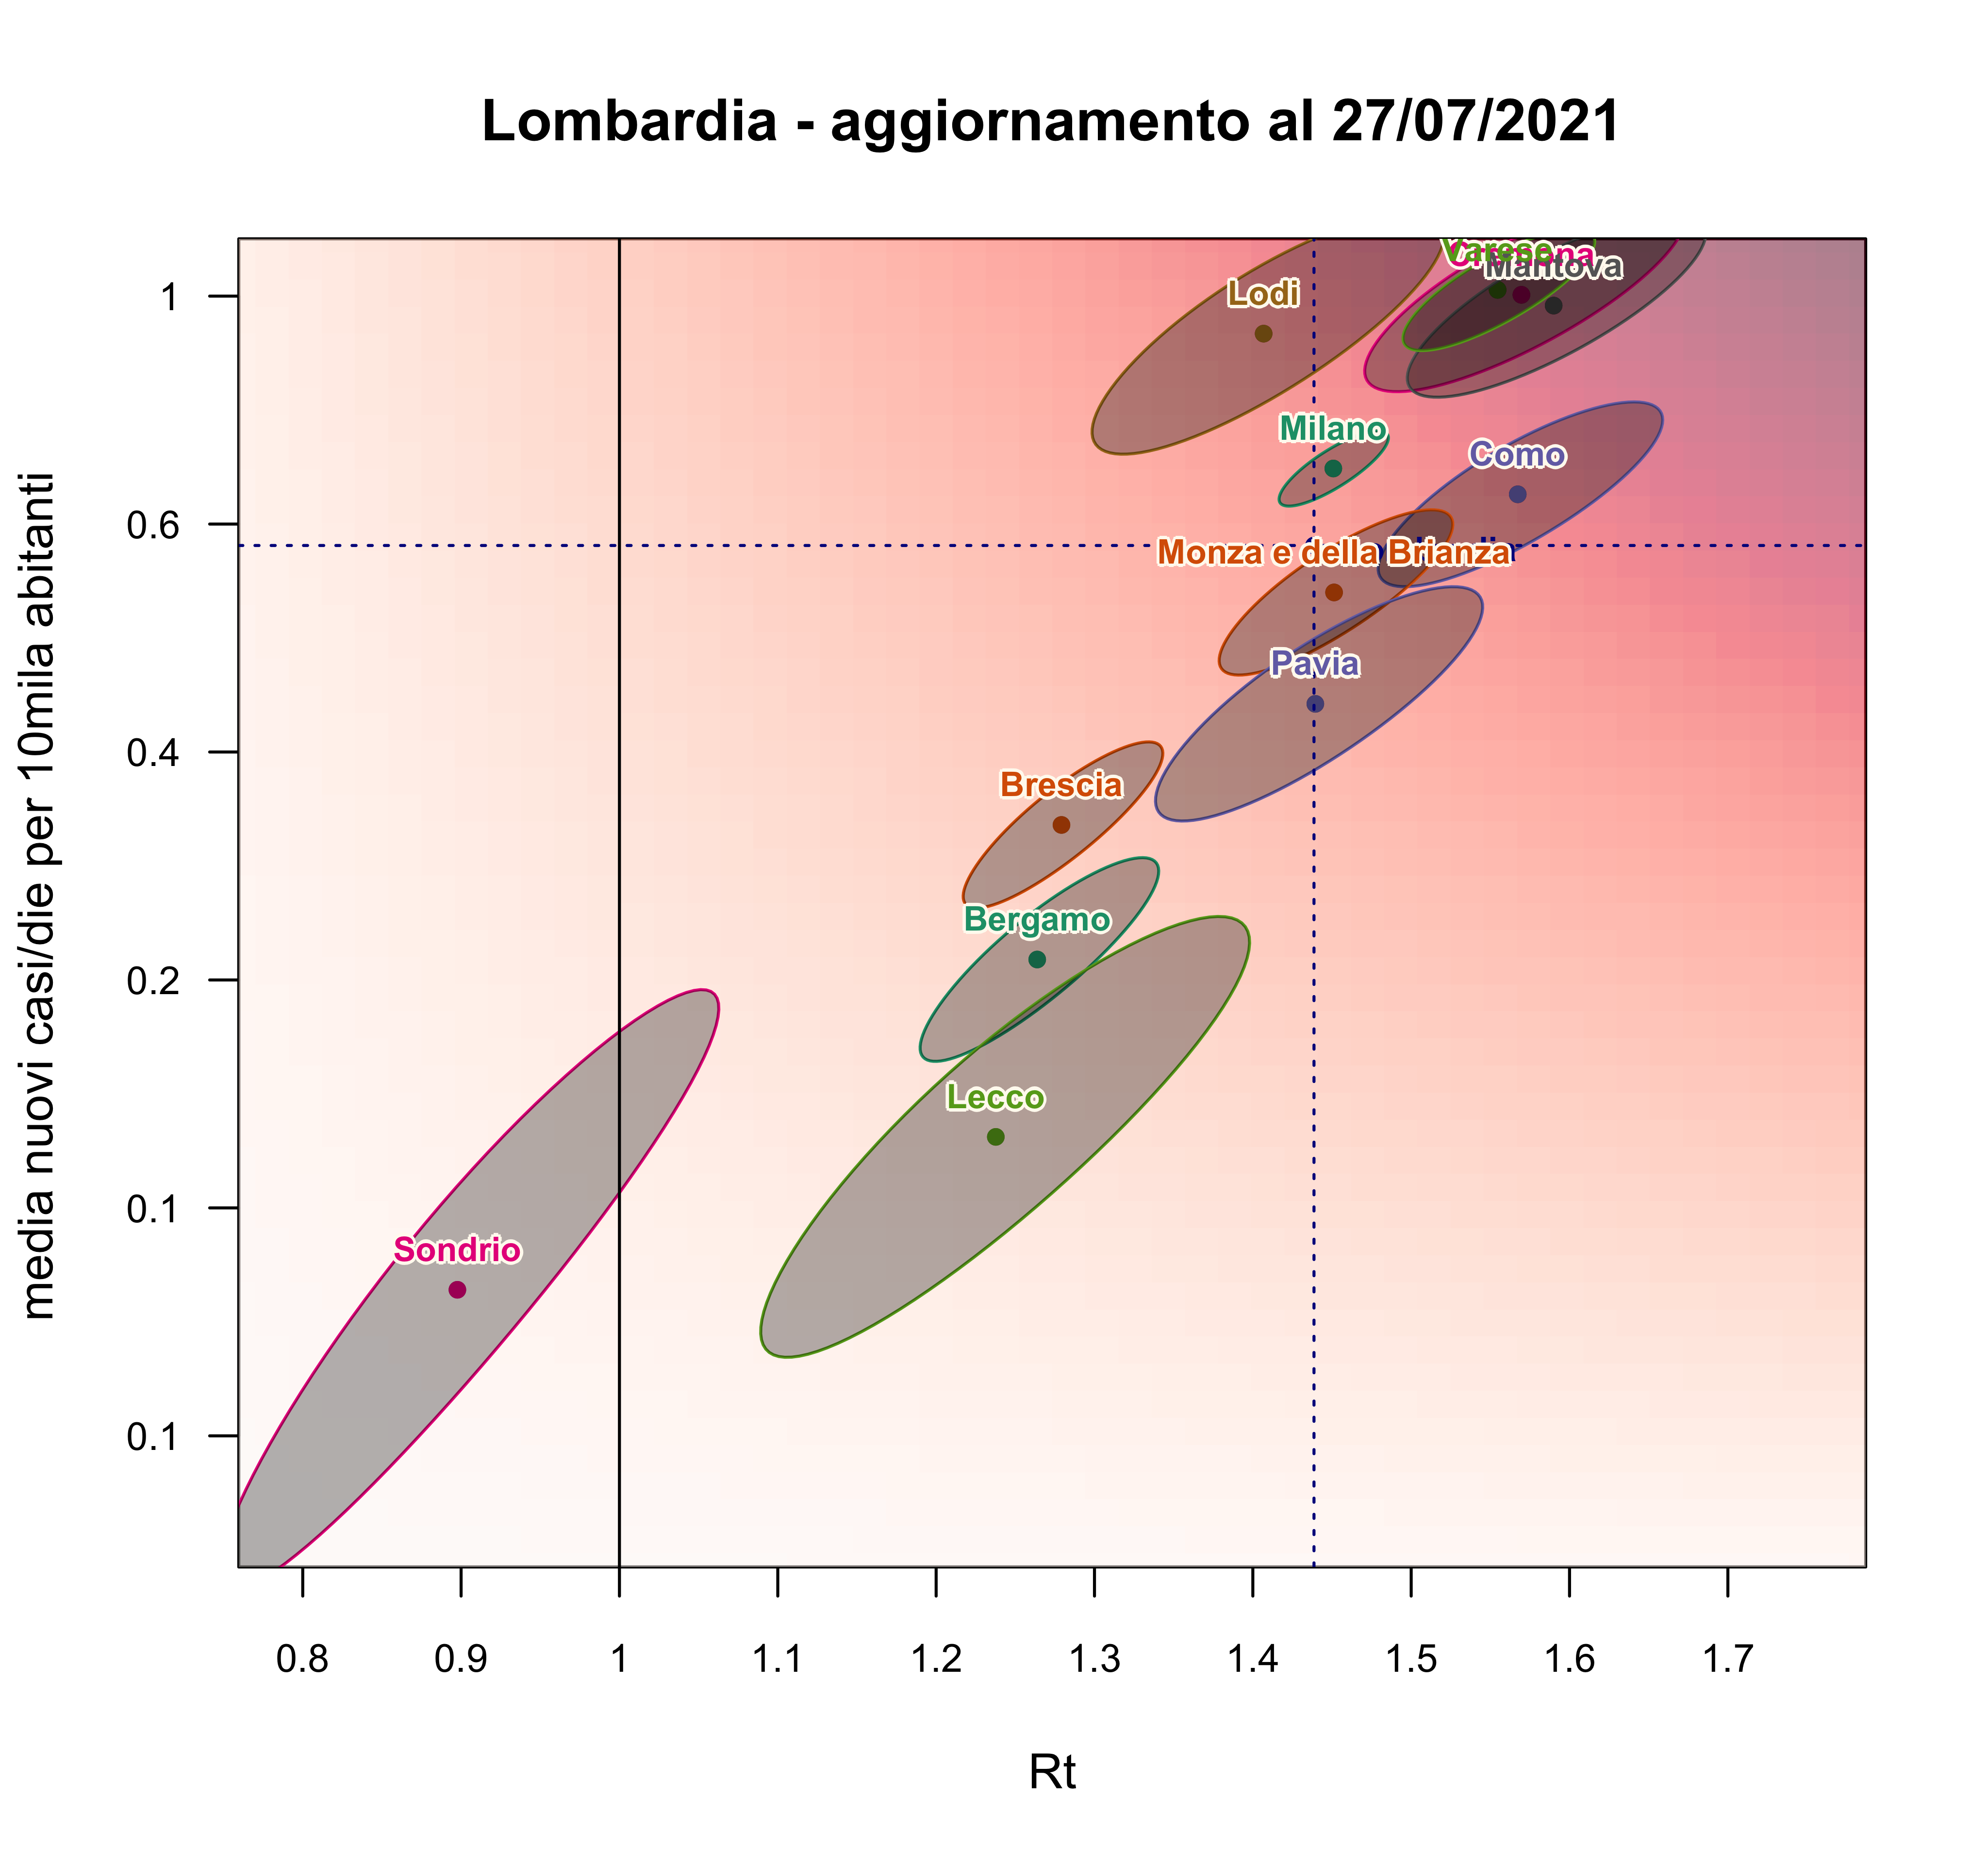 Lombardia - aggiornamento al 27/07/2021
media nuovi casi/die per 10mila abitanti
1
0.6
0.4
0.2
0.1
0.1
Varese
Cremona
Mantova
Lodi
Milano
Como
Monza e della Brianza
Pavia
Brescia
Bergamo
Lecco
Sondrio
0.8 0.9 1 1.1 1.2 1.3 1.4 1.5 1.6 1.7
Rt